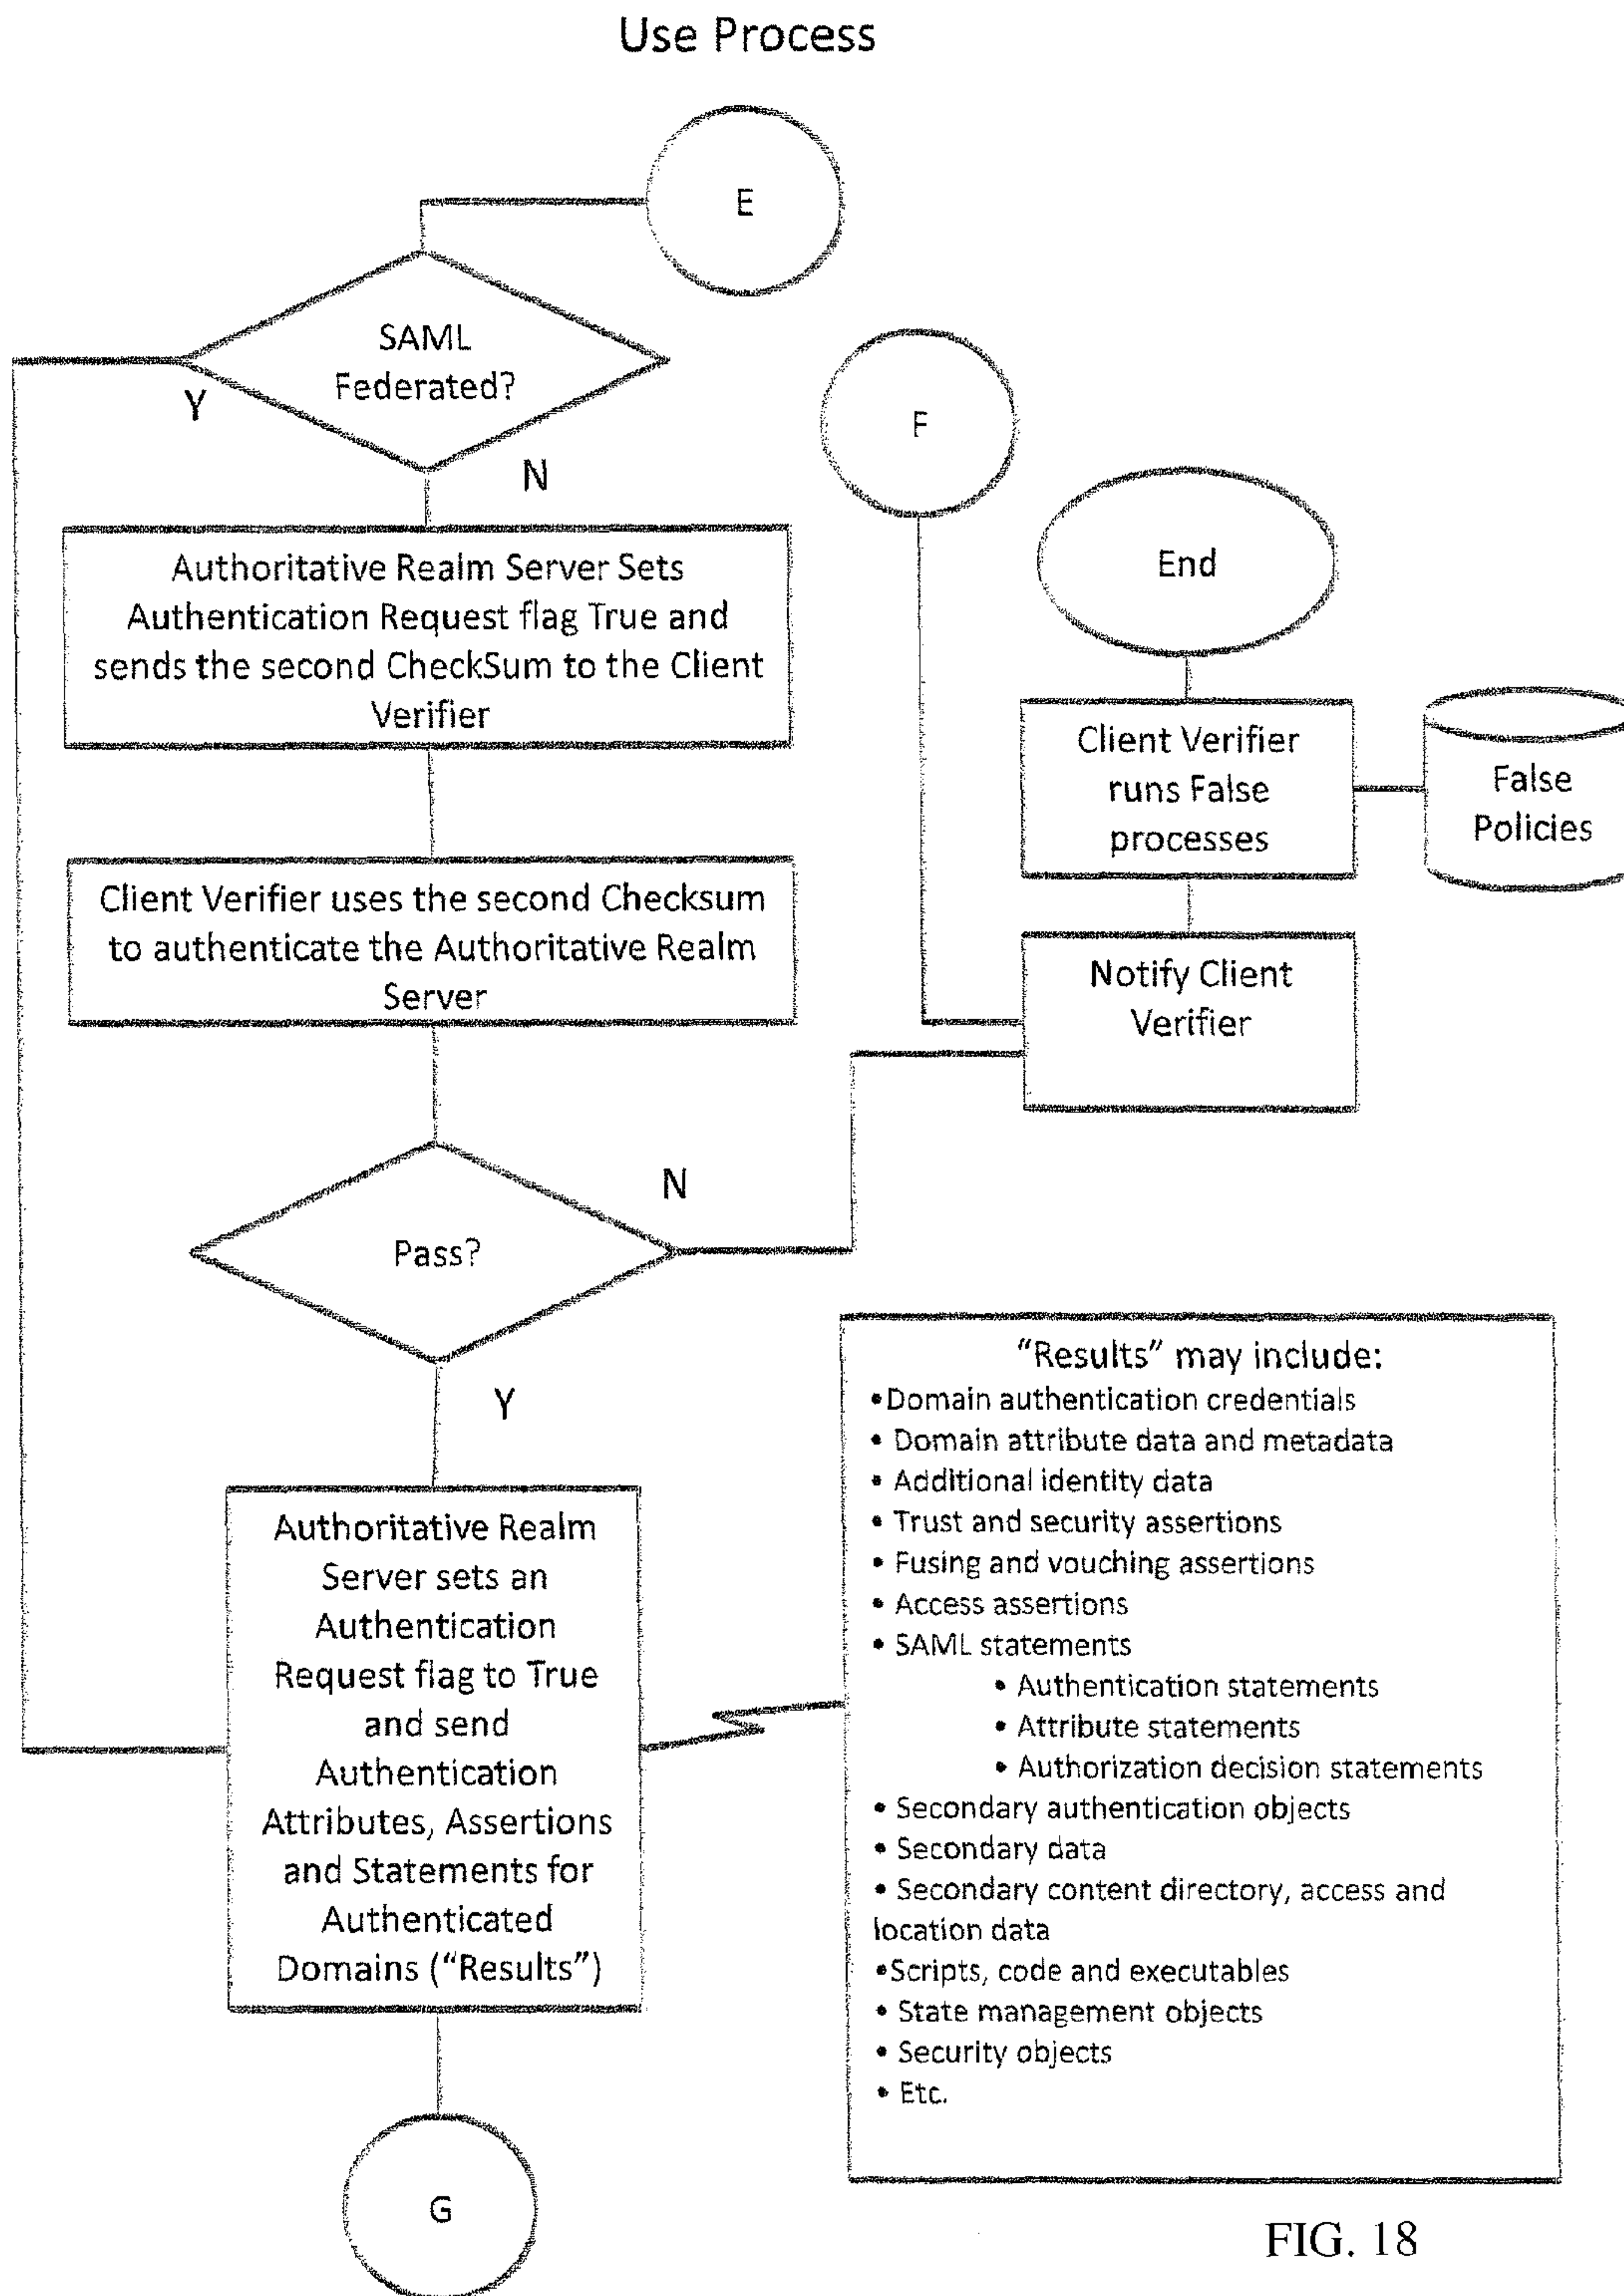 Use Process
E
SAML
Federated?
Y
N
F
End
Authoritative Realm Server Sets
Authentication Request flag True and
sends the second CheckSum to the Client
Verifier
Client Verifier
runs False
processes
False
Policies
Client Verifier uses the second Checksum
to authenticate the Authoritative Realm
Server
Notify Client
Verifier
Pass?
N
Y
Authoritative Realm
Server sets an
Authentication
Request flag to True
and send
Authentication
Attributes, Assertions
and Statements for
Authenticated
Domains (“Results”)
“Results” may include:
•Domain authentication credentials
• Domain attribute data and metadata
• Additional identity data
• Trust and security assertions
• Fusing and vouching assertions
• Access assertions
• SAML statements
• Authentication statements
• Attribute statements
• Authorization decision statements
• Secondary authentication objects
• Secondary data
• Secondary content directory, access and
location data
•Scripts, code and executables
• State management objects
• Security objects
• Etc.
G
FIG. 18